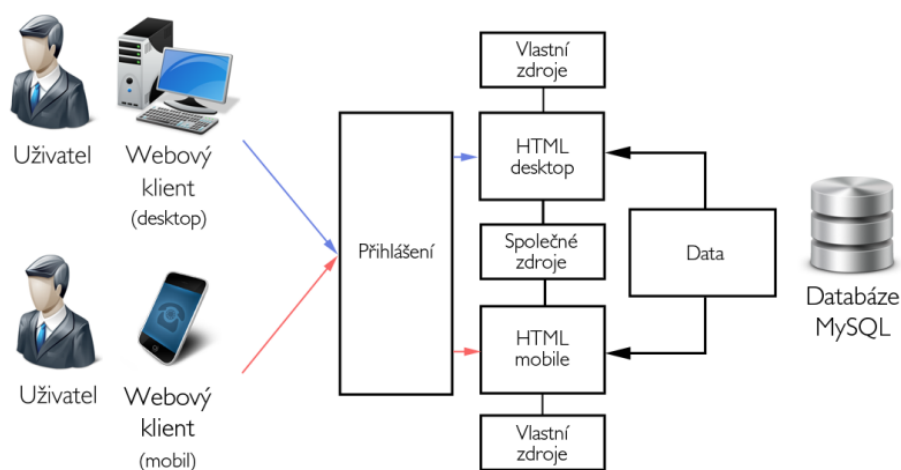 Uživatel
Webový
klient
(desktop)
Uživatel
Webový
klient
(mobil)
Přihlášení
Vlastní
zdroje
HTML
desktop
Společné
zdroje
HTML
mobile
Vlastní
zdroje
Data
Databáze
MySQL